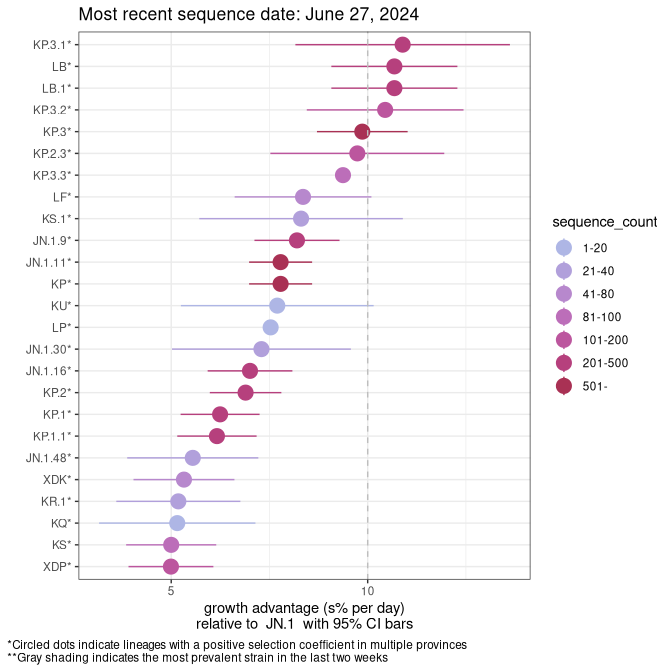 Most recent sequence date: June 27, 2024
KP.3.1*
LB*
LB.1*
KP.3.2*
KP.3*
KP.2.3*
KP.3.3*
LF*
KS.1*
JN.1.9*
JN.1.11*
KP*
KU*
LP*
JN.1.30*
JN.1.16*
KP.2*
KP.1*
KP.1.1*
JN.1.48*
XDK*
KR.1*
KQ*
KS*
XDP*
5 10
growth advantage (s% per day)
relative to JN.1 with 95% CI bars
sequence_count
1-20
21-40
41-80
81-100
101-200
201-500
501-
*Circled dots indicate lineages with a positive selection coefficient in multiple provinces
**Gray shading indicates the most prevalent strain in the last two weeks